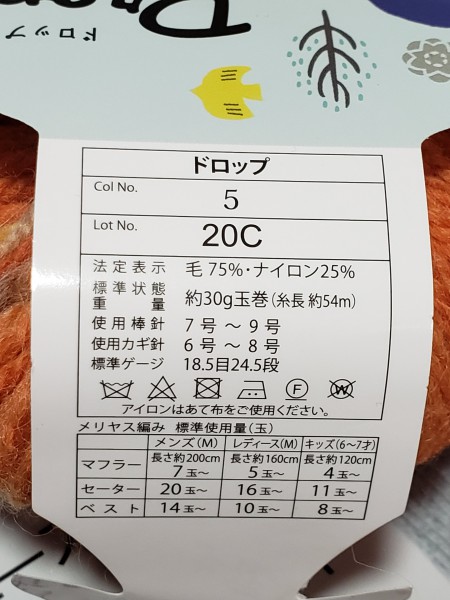 ドロップ
ドロップ
Col No. 5
Lot No. 20C
法定表示 毛75%・ナイロン25%
標準状態
重量 約30g玉巻(糸長 約54m)
使用棒針 7号～9号
使用カギ針 6号～8号
標準ゲージ 18.5目24.5段
F
W
アイロンはあて布をご使用ください。
メリヤス編み 標準使用量(玉)
メンズ(M) レディース(M) キッズ(6～7才)
マフラー 長さ約200cm 7玉～ 長さ約160cm 5玉～ 長さ約120cm 4玉～
セーター 20玉～ 16玉～ 11玉～
ベスト 14玉～ 10玉～ 8玉～